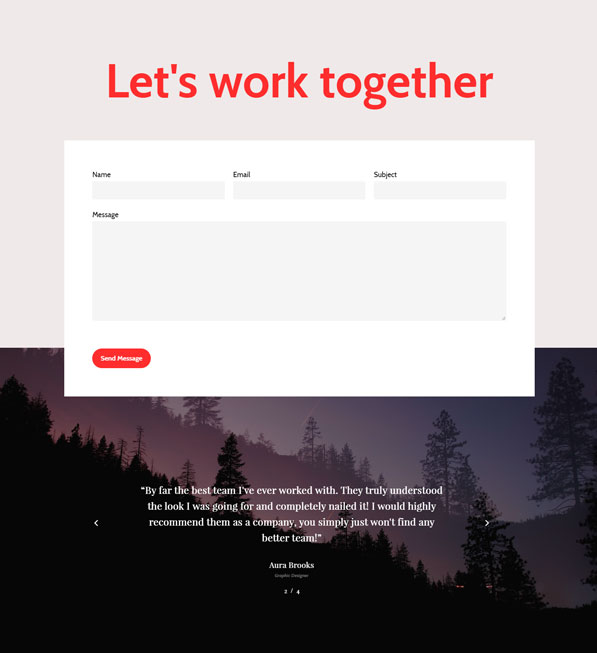 Let's work together
Name Email Subject
Message
Send Message
“By far the best team I've ever worked with. They truly understood
the look I was going for and completely nailed it! I would highly
recommend them as a company, you simply just won't find any
better team!”
Aura Brooks
Graphic Designer
2 / 4